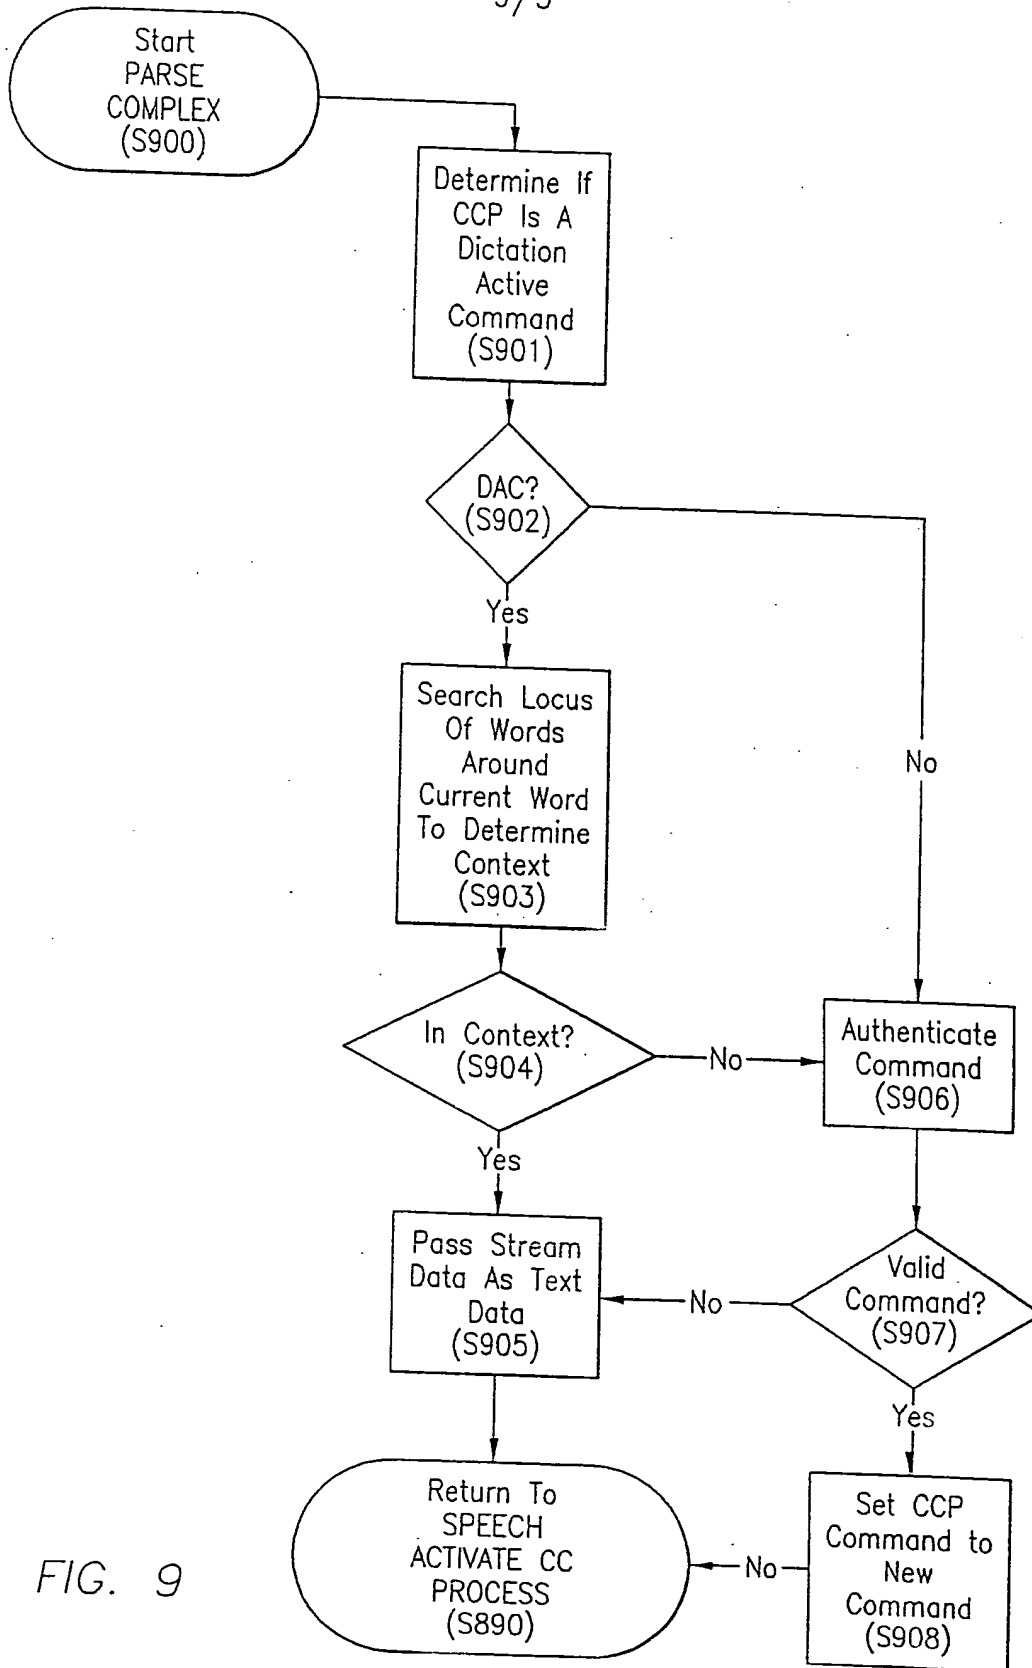 Start
PARSE
COMPLEX
(S900)
Determine If
CCP Is A
Dictation
Active
Command
(S901)
DAC?
(S902)
Yes
No
Search Locus
Of Words
Around
Current Word
To Determine
Context
(S903)
In Context?
(S904)
No
Authenticate
Command
(S906)
Yes
Pass Stream
Data As Text
Data
(S905)
No
Valid
Command?
(S907)
Yes
Return To
SPEECH
ACTIVATE CC
PROCESS
(S890)
No
Set CCP
Command to
New
Command
(S908)
FIG. 9